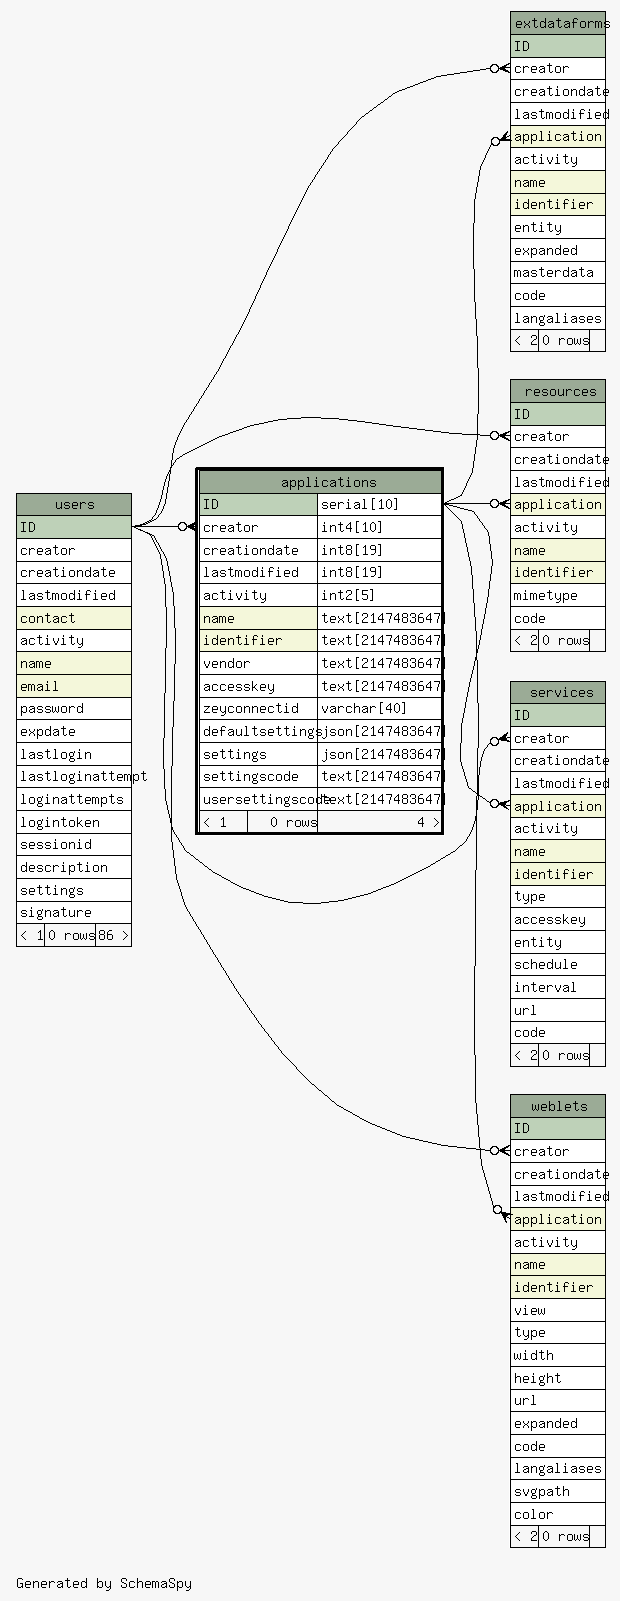 extdataforms
ID
creator
creationdate
lastmodified
application
activity
name
identifier
entity
expanded
masterdata
code
langaliases
< 2 0 rows
resources
ID
creator
creationdate
lastmodified
application
activity
name
identifier
mimetype
code
< 2 0 rows
users
ID
creator
creationdate
lastmodified
contact
activity
name
email
password
expdate
lastlogin
lastloginattempt
loginattempts
logintoken
sessionid
description
settings
signature
< 1 0 rows 86 >
applications
ID serial[10]
creator int4[10]
creationdate int8[19]
lastmodified int8[19]
activity int2[5]
name text[2147483647]
identifier text[2147483647]
vendor text[2147483647]
accesskey text[2147483647]
zeyconnectid varchar[40]
defaultsettings json[2147483647]
settings json[2147483647]
settingscode text[2147483647]
usersettingscode text[2147483647]
< 1 0 rows 4 >
services
ID
creator
creationdate
lastmodified
application
activity
name
identifier
type
accesskey
entity
schedule
interval
url
code
< 2 0 rows
weblets
ID
creator
creationdate
lastmodified
application
activity
name
identifier
view
type
width
height
url
expanded
code
langaliases
svgpath
color
< 2 0 rows
Generated by SchemaSpy